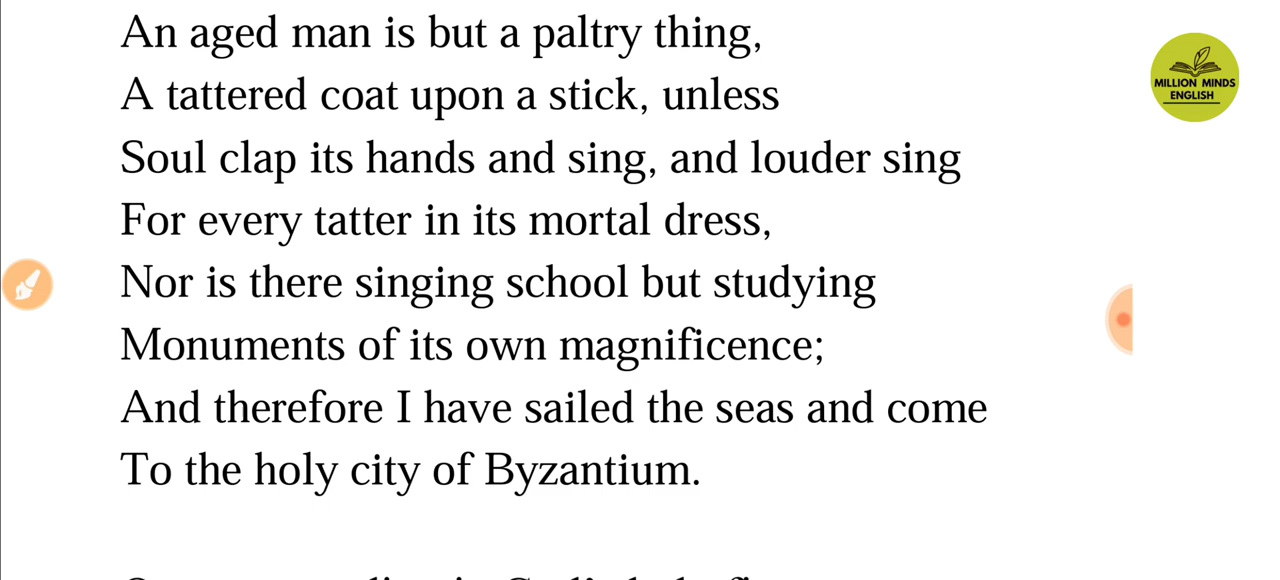 An aged man is but a paltry thing,
A tattered coat upon a stick, unless
Soul clap its hands and sing, and louder sing
For every tatter in its mortal dress,
Nor is there singing school but studying
Monuments of its own magnificence;
And therefore I have sailed the seas and come
To the holy city of Byzantium.
MILLION MINDS
ENGLISH